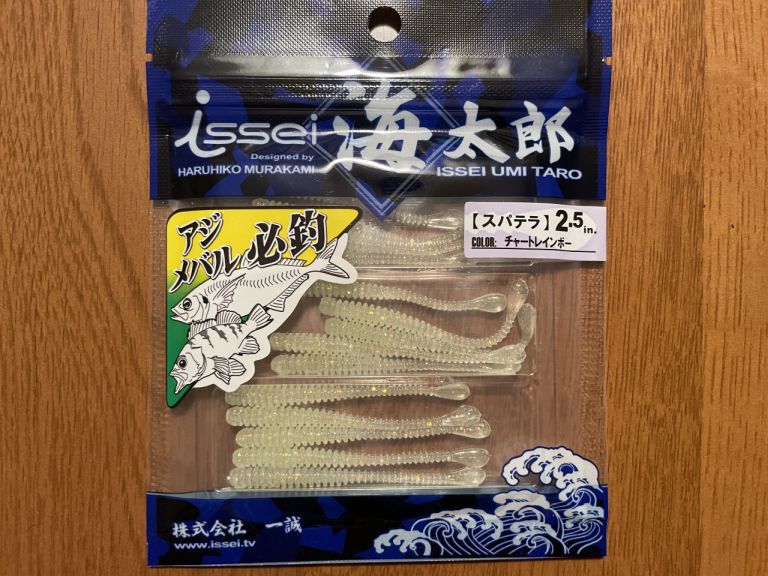 issei 海太郎
Designed by
HARUHIKO MURAKAMI
ISSEI UMI TARO
【スパテラ】2.5in.
COLOR: チャートレインボー
アジ
メバル 必釣
株式会社 一誠
www.issei.tv